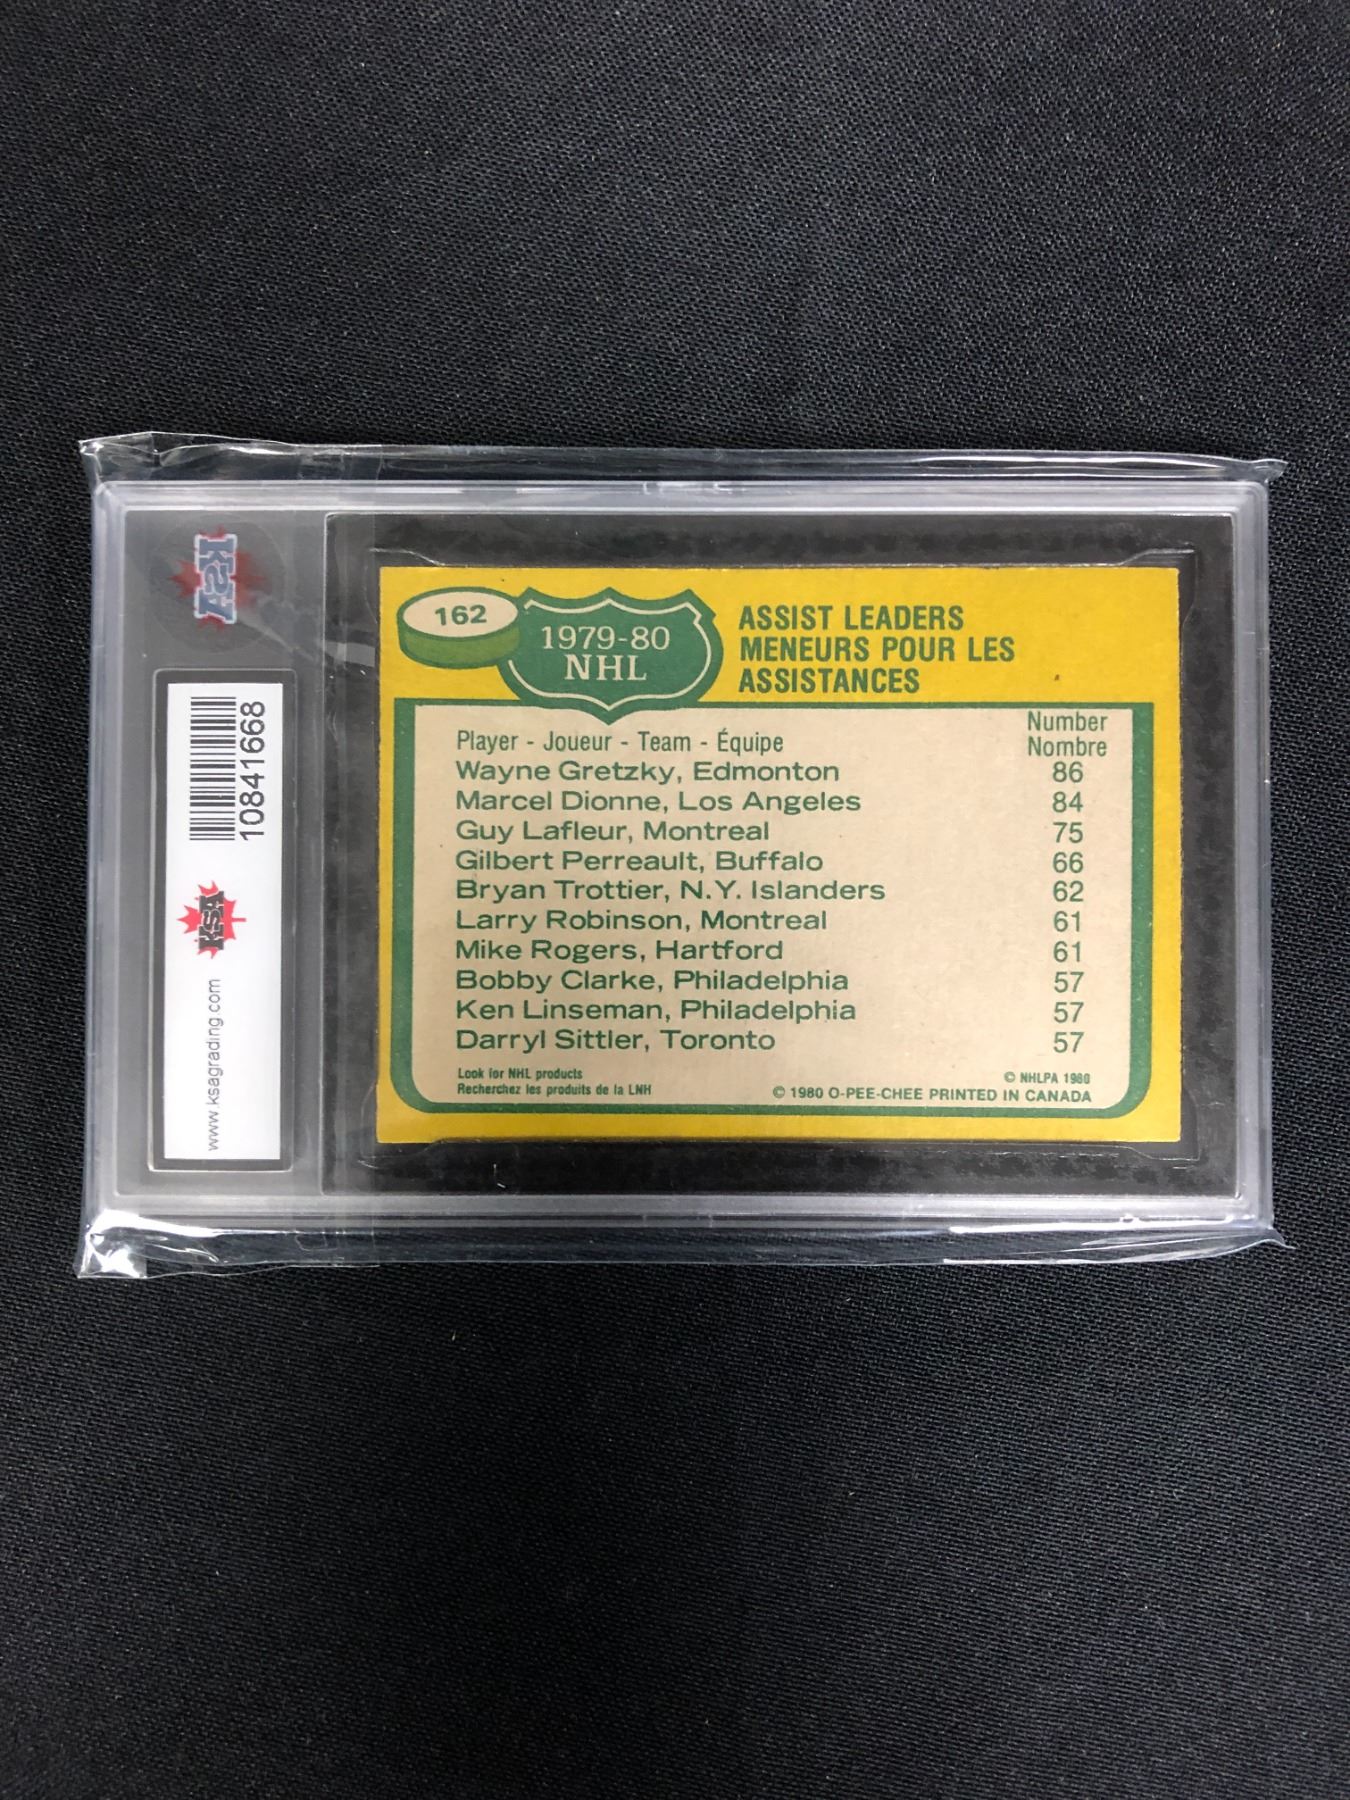 KSA
10841668
KSA
www.ksagrading.com
162
1979-80
NHL
ASSIST LEADERS
MENEURS POUR LES
ASSISTANCES
Player - Joueur - Team - Équipe Number
Nombre
Wayne Gretzky, Edmonton 86
Marcel Dionne, Los Angeles 84
Guy Lafleur, Montreal 75
Gilbert Perreault, Buffalo 66
Bryan Trottier, N.Y. Islanders 62
Larry Robinson, Montreal 61
Mike Rogers, Hartford 61
Bobby Clarke, Philadelphia 57
Ken Linseman, Philadelphia 57
Darryl Sittler, Toronto 57
Look for NHL products © NHLPA 1980
Recherchez les produits de la LNH © 1980 O-PEE-CHEE PRINTED IN CANADA